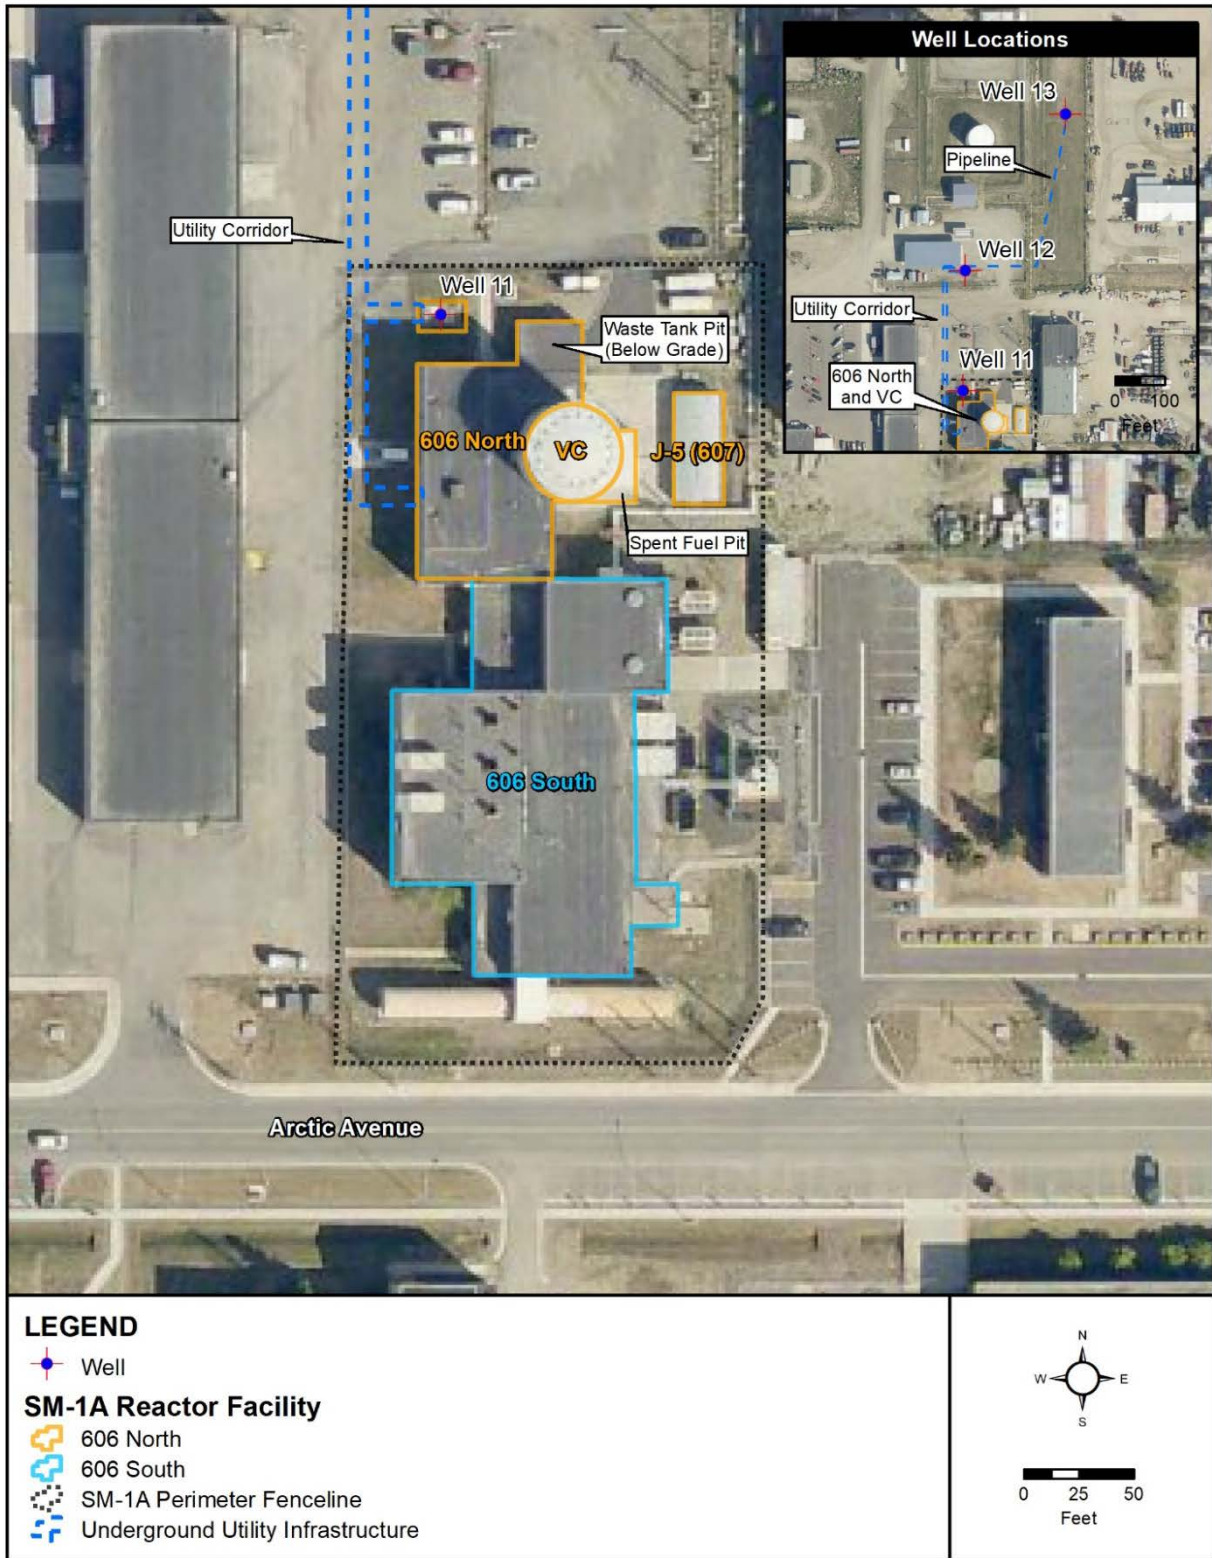 Well Locations
Well 13
Pipeline
Well 12
Utility Corridor
Well 11
606 North
and VC
0 100
Feet
Utility Corridor
Well 11
Waste Tank Pit
(Below Grade)
606 North
VC
J-5 (607)
Spent Fuel Pit
606 South
Arctic Avenue
LEGEND
Well
SM-1A Reactor Facility
606 North
606 South
SM-1A Perimeter Fenceline
Underground Utility Infrastructure
N
W E
S
0 25 50
Feet